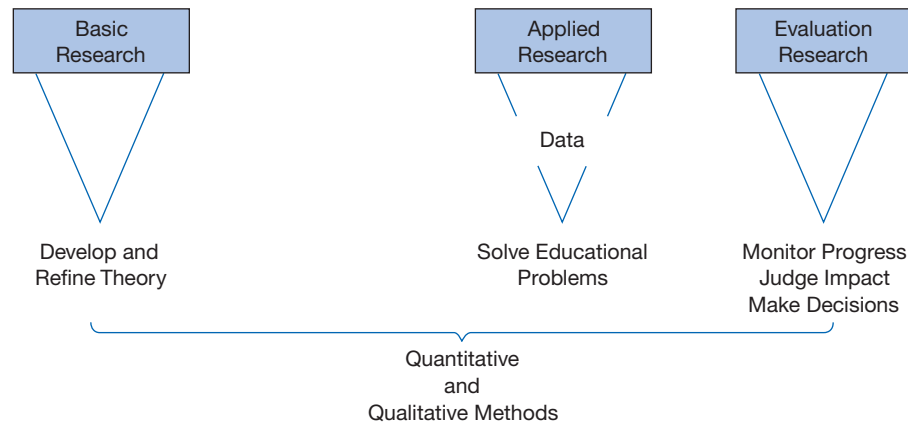 Basic
Research
Applied
Research
Evaluation
Research
Data
Develop and
Refine Theory
Solve Educational
Problems
Monitor Progress
Judge Impact
Make Decisions
Quantitative
and
Qualitative Methods